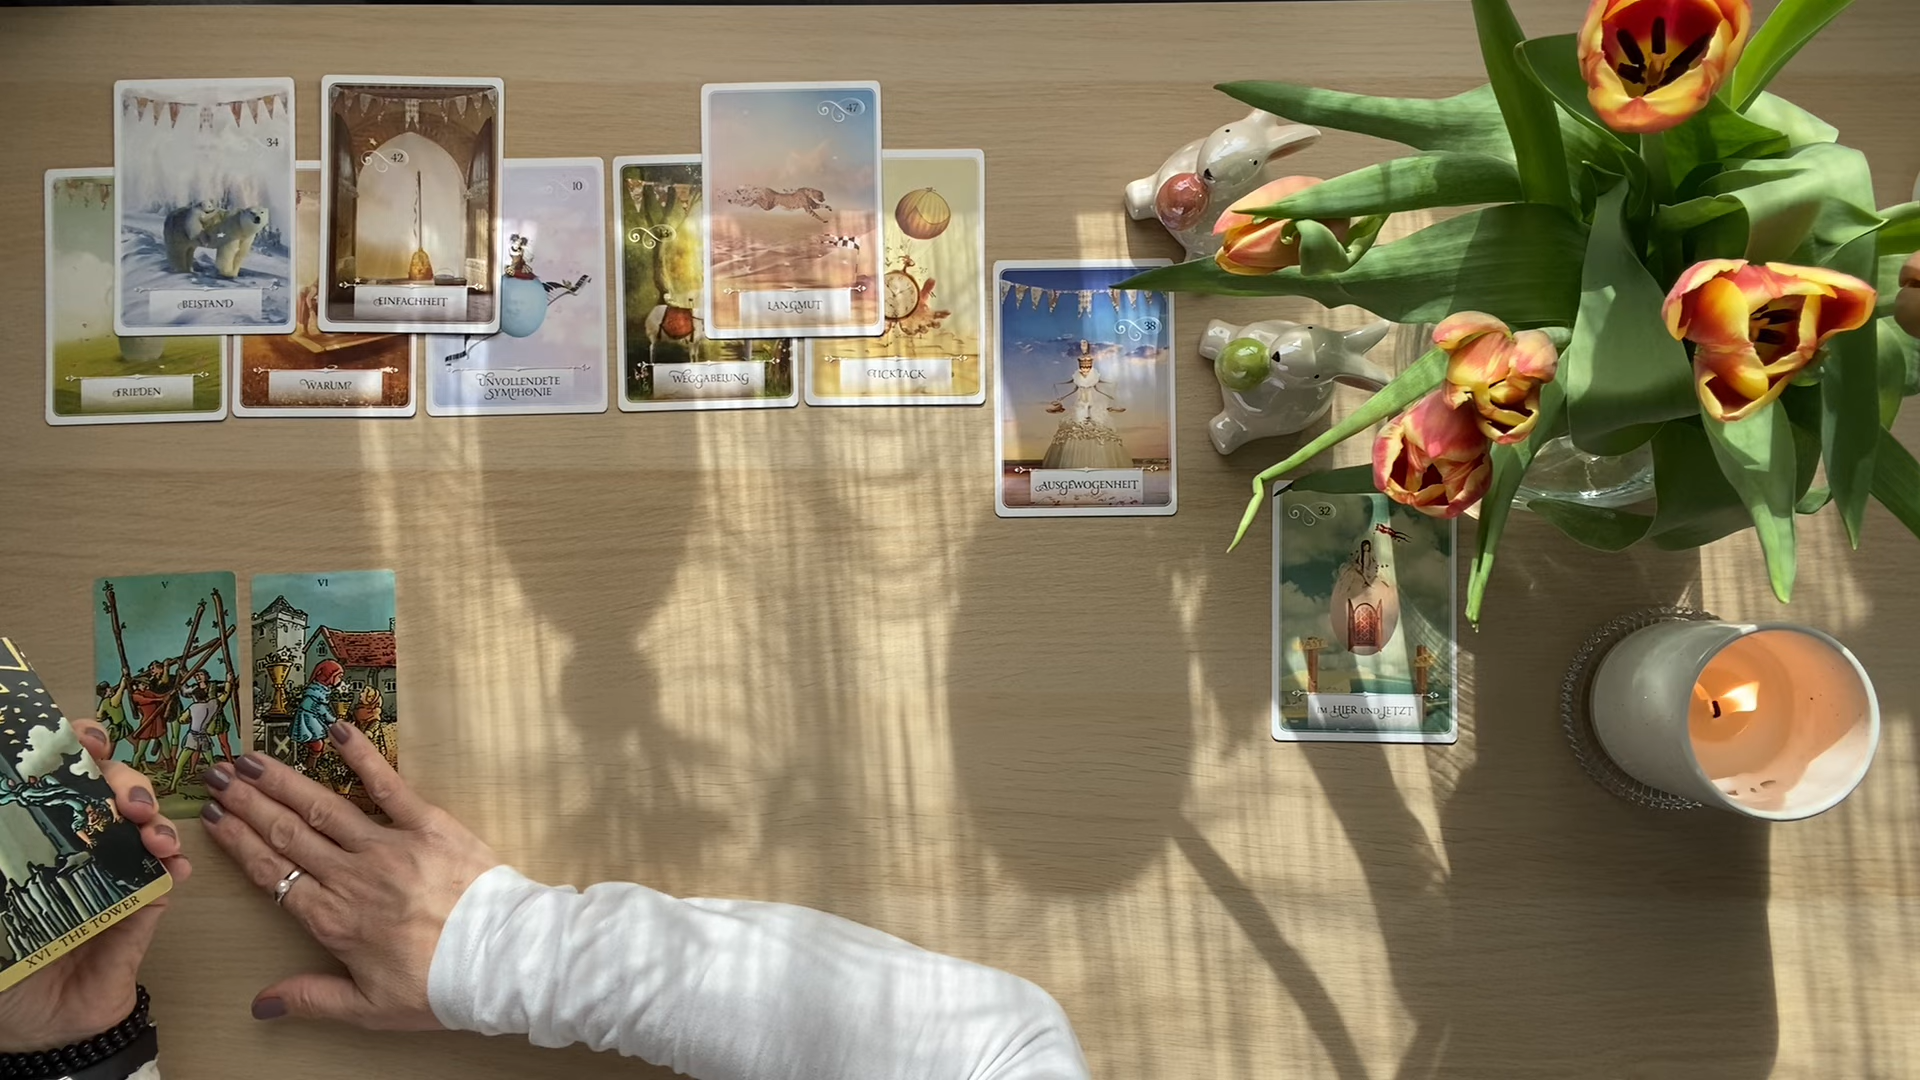 34
BEISTAND
42
EINFACHHEIT
47
LANGMUT
FRIEDEN
WARUM?
10
UNVOLLENDETE
SYMPHONIE
WEGGABELUNG
TICKTACK
38
AUSGEWOGENHEIT
32
IM HIER UND JETZT
V
VI
XVI - THE TOWER